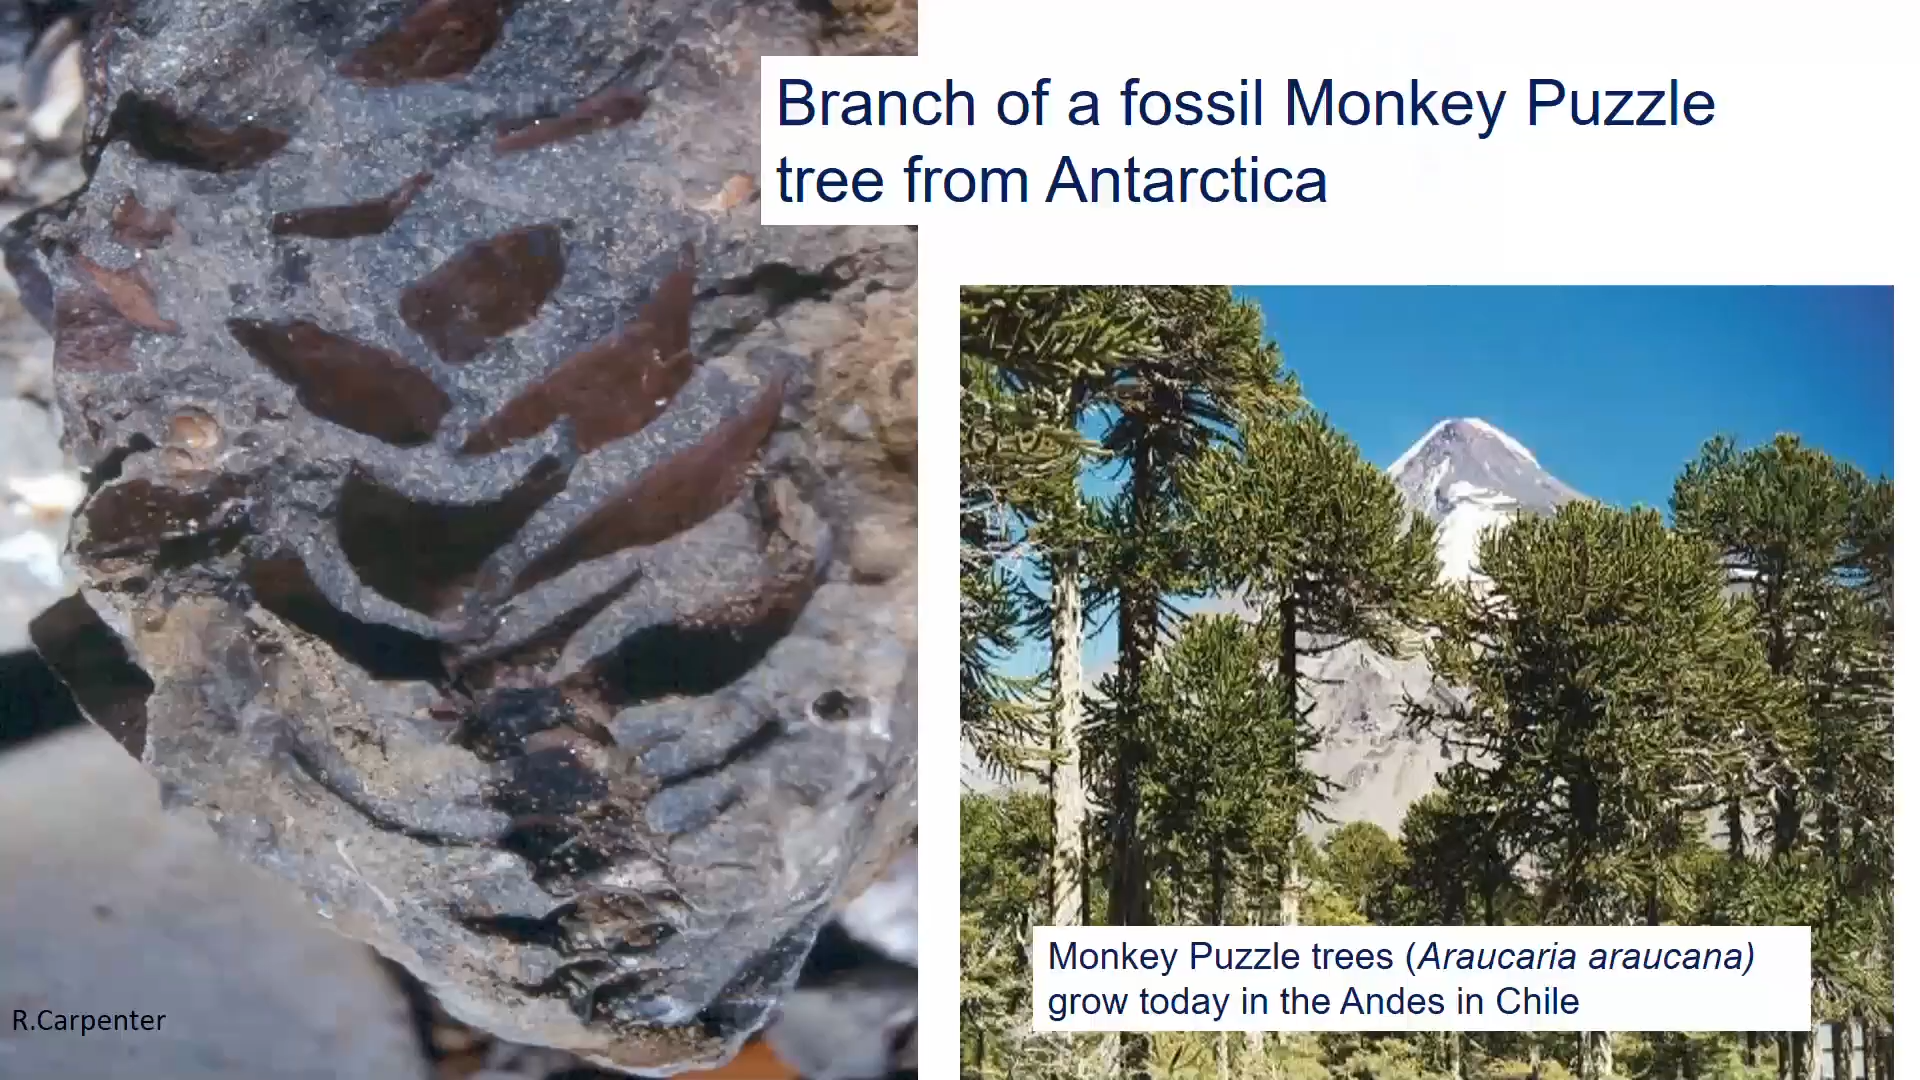 Branch of a fossil Monkey Puzzle
tree from Antarctica
Monkey Puzzle trees (Araucaria araucana)
grow today in the Andes in Chile
R.Carpenter